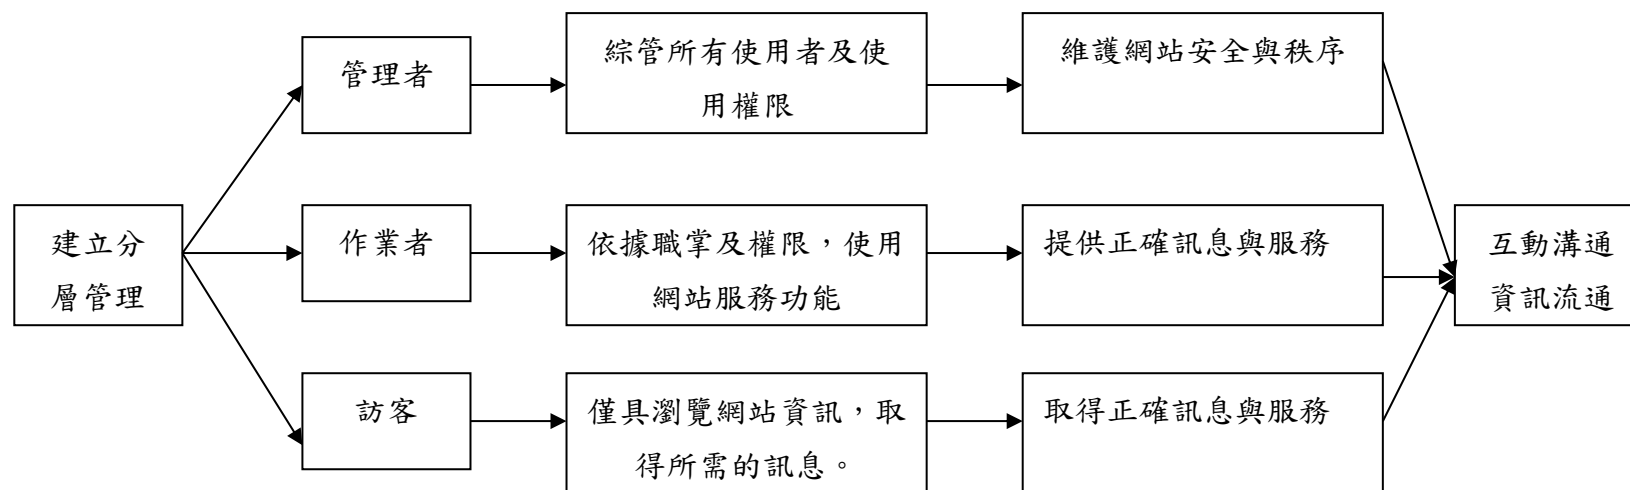 管理者
綜管所有使用者及使
用權限
維護網站安全與秩序
建立分
層管理
作業者
依據職掌及權限，使用
網站服務功能
提供正確訊息與服務
互動溝通
資訊流通
訪客
僅具瀏覽網站資訊，取
得所需的訊息。
取得正確訊息與服務